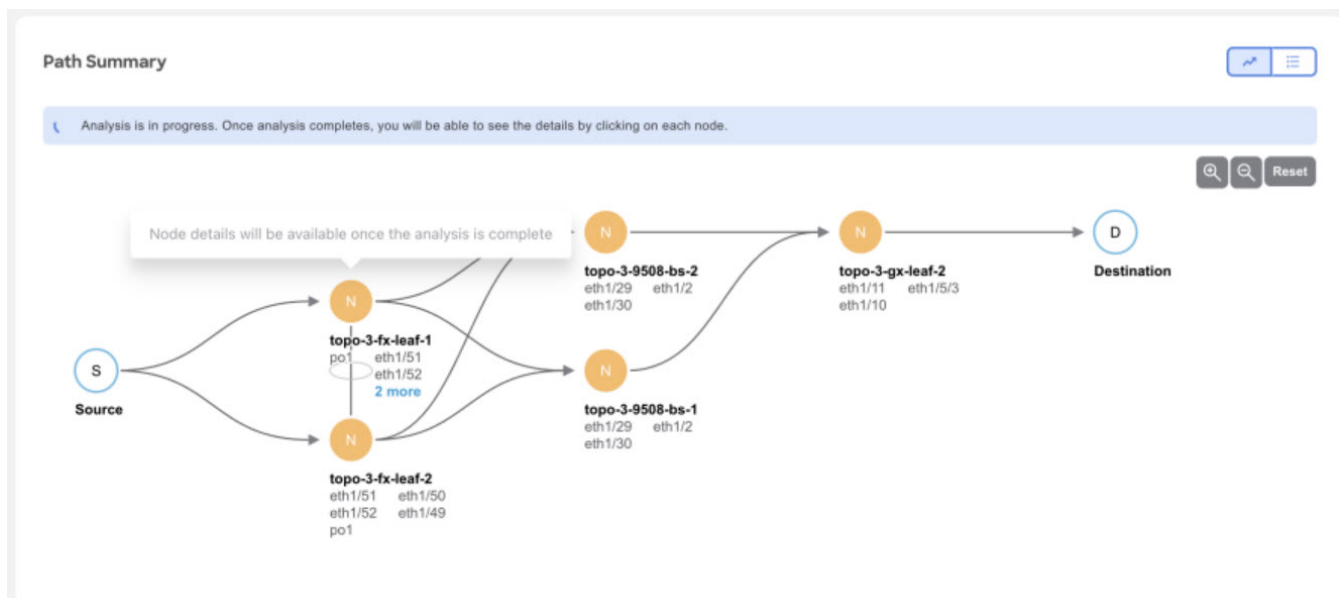 Path Summary
Analysis is in progress. Once analysis completes, you will be able to see the details by clicking on each node.
Reset
Node details will be available once the analysis is complete
N
topo-3-9508-bs-2
eth1/29 eth1/2
eth1/30
N
topo-3-gx-leaf-2
eth1/11 eth1/5/3
eth1/10
D
Destination
N
topo-3-fx-leaf-1
po1 eth1/51
eth1/52
2 more
S
Source
N
topo-3-9508-bs-1
eth1/29 eth1/2
eth1/30
N
topo-3-fx-leaf-2
eth1/51 eth1/50
eth1/52 eth1/49
po1